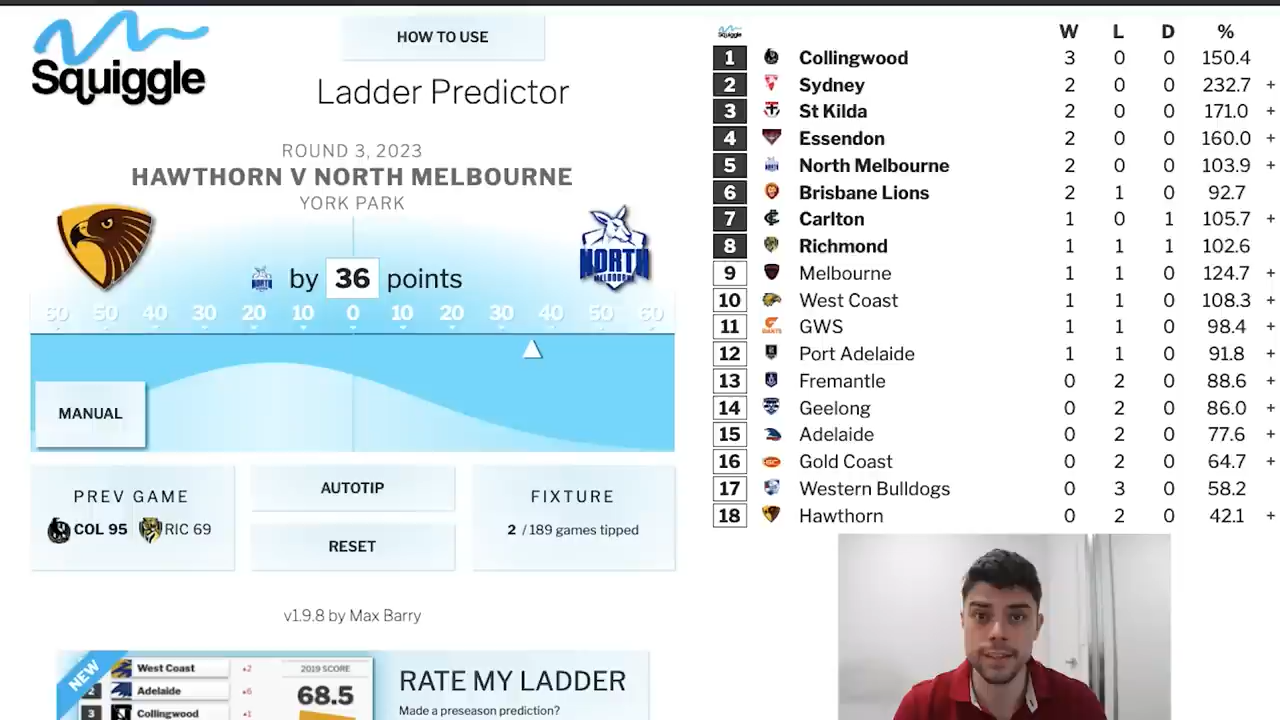 Squiggle
HOW TO USE
Ladder Predictor
ROUND 3, 2023
HAWTHORN V NORTH MELBOURNE
YORK PARK
NORTH
MELBOURNE
by 36 points
60 50 40 30 20 10 0 10 20 30 40 50 60
MANUAL
PREV GAME
COL 95 RIC 69
AUTOTIP
RESET
FIXTURE
2 / 189 games tipped
v1.9.8 by Max Barry
NEW
West Coast +2
2 Adelaide +6
3 Collingwood +1
2019 SCORE
68.5
RATE MY LADDER
Made a preseason prediction?
Squiggle W L D %
1 Collingwood 3 0 0 150.4
2 Sydney 2 0 0 232.7 +
3 St Kilda 2 0 0 171.0 +
4 Essendon 2 0 0 160.0 +
5 North Melbourne 2 0 0 103.9 +
6 Brisbane Lions 2 1 0 92.7
7 Carlton 1 0 1 105.7 +
8 Richmond 1 1 1 102.6
9 Melbourne 1 1 0 124.7 +
10 West Coast 1 1 0 108.3 +
11 GWS 1 1 0 98.4 +
12 Port Adelaide 1 1 0 91.8 +
13 Fremantle 0 2 0 88.6 +
14 Geelong 0 2 0 86.0 +
15 Adelaide 0 2 0 77.6 +
16 Gold Coast 0 2 0 64.7 +
17 Western Bulldogs 0 3 0 58.2
18 Hawthorn 0 2 0 42.1 +